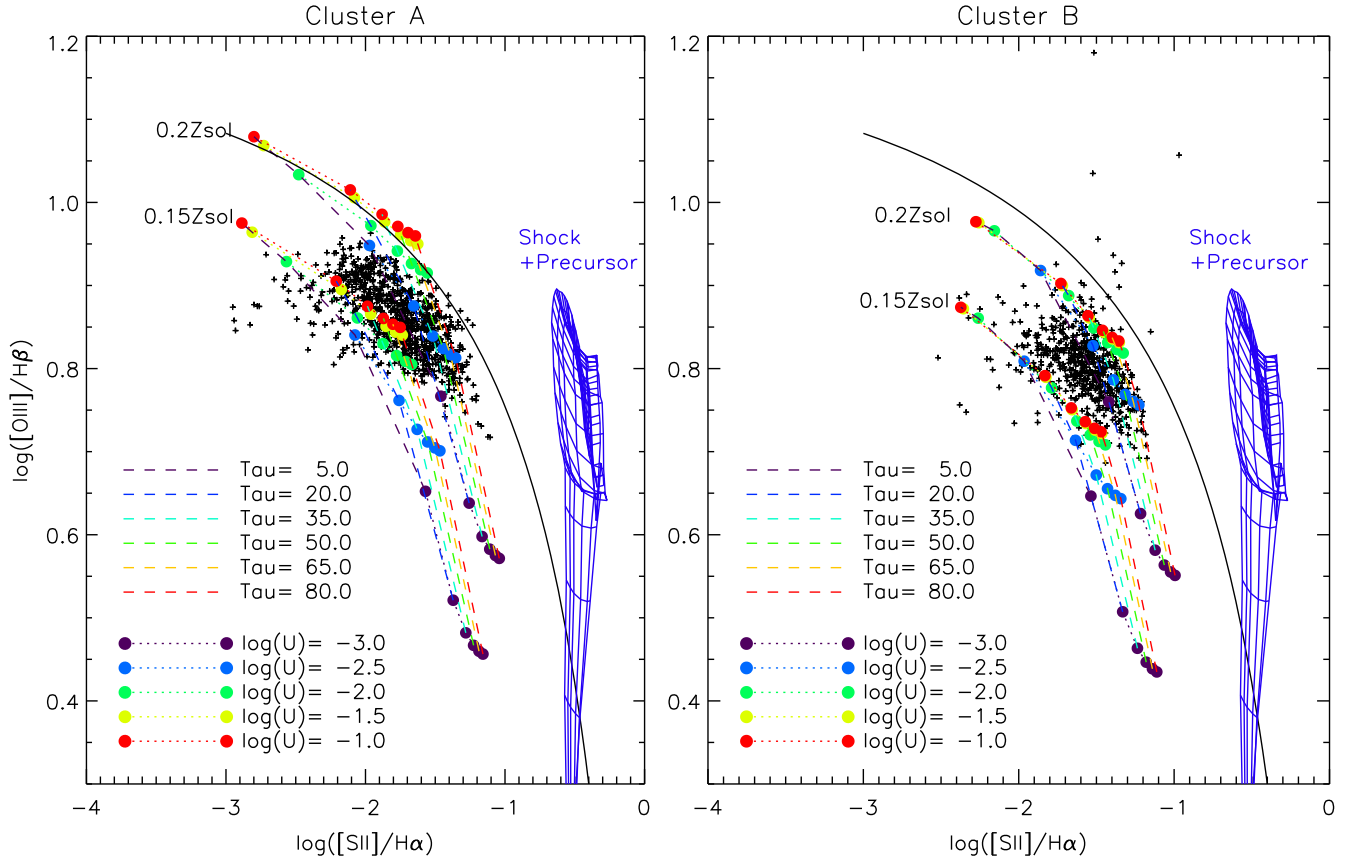 Cluster A
Cluster B
1.2
1.0
0.8
0.6
0.4
log([OIII]/Hβ)
0.2Zsol
0.15Zsol
Shock
+Precursor
Tau= 5.0
Tau= 20.0
Tau= 35.0
Tau= 50.0
Tau= 65.0
Tau= 80.0
log(U)= −3.0
log(U)= −2.5
log(U)= −2.0
log(U)= −1.5
log(U)= −1.0
−4
−3
−2
−1
0
log([SII]/Hα)
1.2
1.0
0.8
0.6
0.4
0.2Zsol
0.15Zsol
Shock
+Precursor
Tau= 5.0
Tau= 20.0
Tau= 35.0
Tau= 50.0
Tau= 65.0
Tau= 80.0
log(U)= −3.0
log(U)= −2.5
log(U)= −2.0
log(U)= −1.5
log(U)= −1.0
−4
−3
−2
−1
0
log([SII]/Hα)